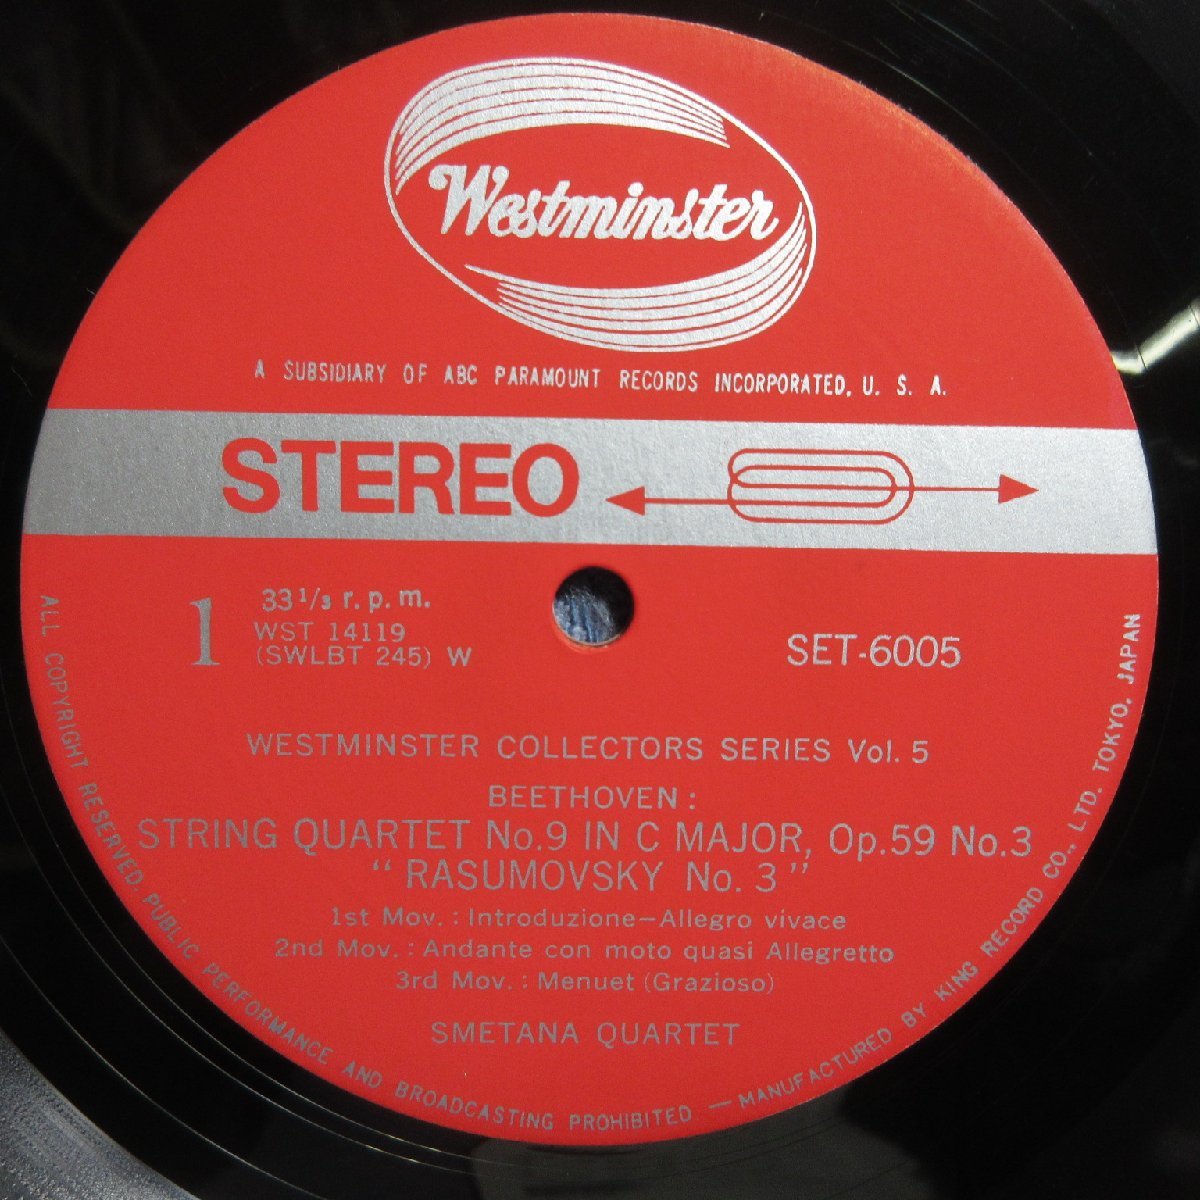 Westminster
A SUBSIDIARY OF ABC PARAMOUNT RECORDS INCORPORATED, U. S. A.
STEREO
1
33 1/3 r. p. m.
WST 14119
(SWLBT 245) W
SET-6005
WESTMINSTER COLLECTORS SERIES Vol. 5
BEETHOVEN :
STRING QUARTET No.9 IN C MAJOR, Op.59 No.3
“RASUMOVSKY No. 3”
1st Mov. : Introduzione—Allegro vivace
2nd Mov. : Andante con moto quasi Allegretto
3rd Mov. : Menuet (Grazioso)
SMETANA QUARTET
ALL COPYRIGHT RESERVED. PUBLIC PERFORMANCE AND BROADCASTING PROHIBITED — MANUFACTURED BY KING RECORD CO., LTD. TOKYO, JAPAN